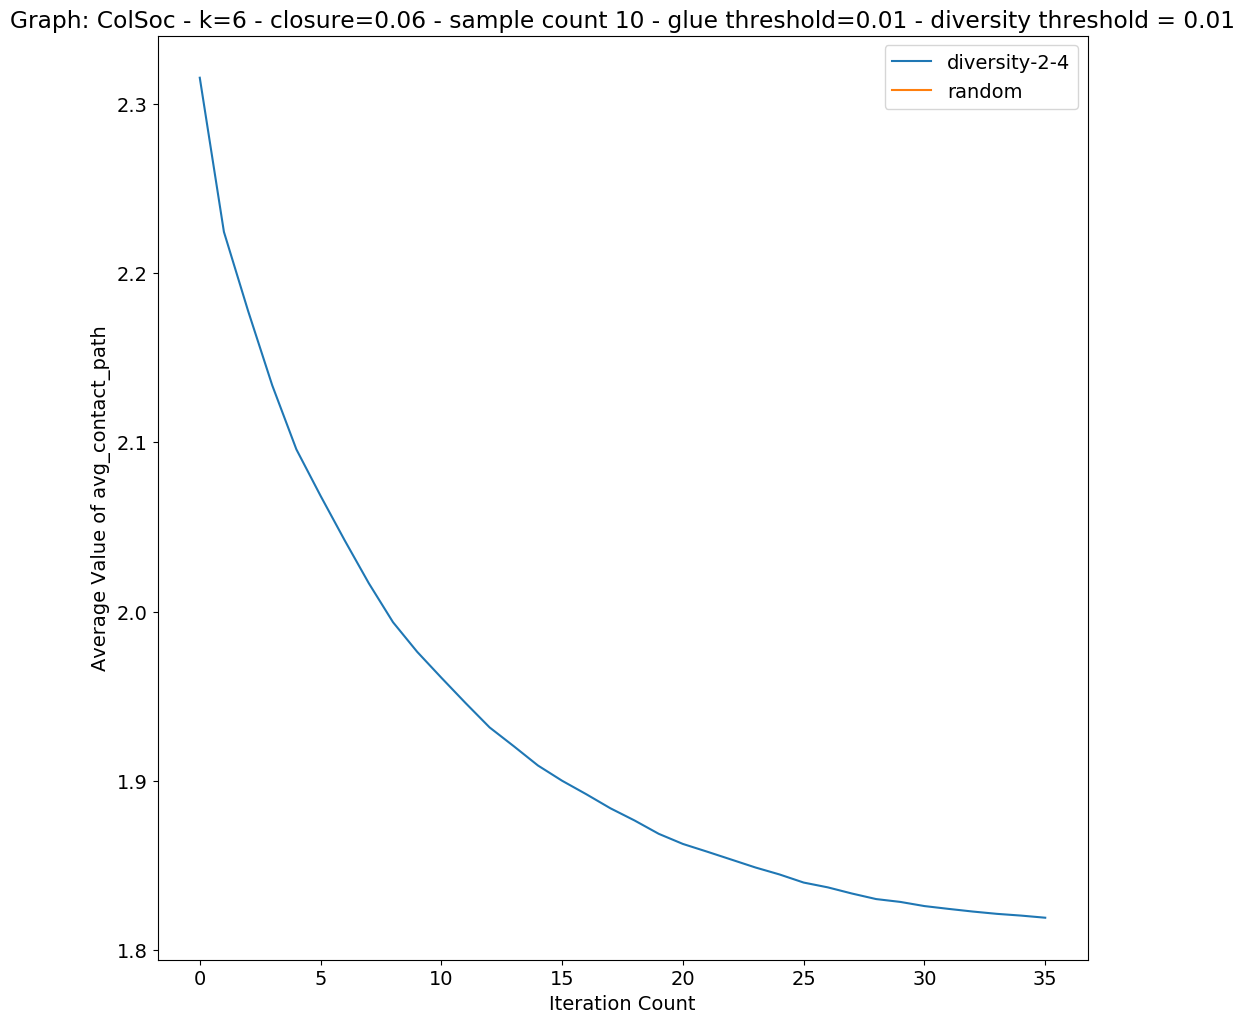 Graph: ColSoc - k=6 - closure=0.06 - sample count 10 - glue threshold=0.01 - diversity threshold = 0.01
diversity-2-4
random
Average Value of avg_contact_path
2.3
2.2
2.1
2.0
1.9
1.8
0 5 10 15 20 25 30 35
Iteration Count